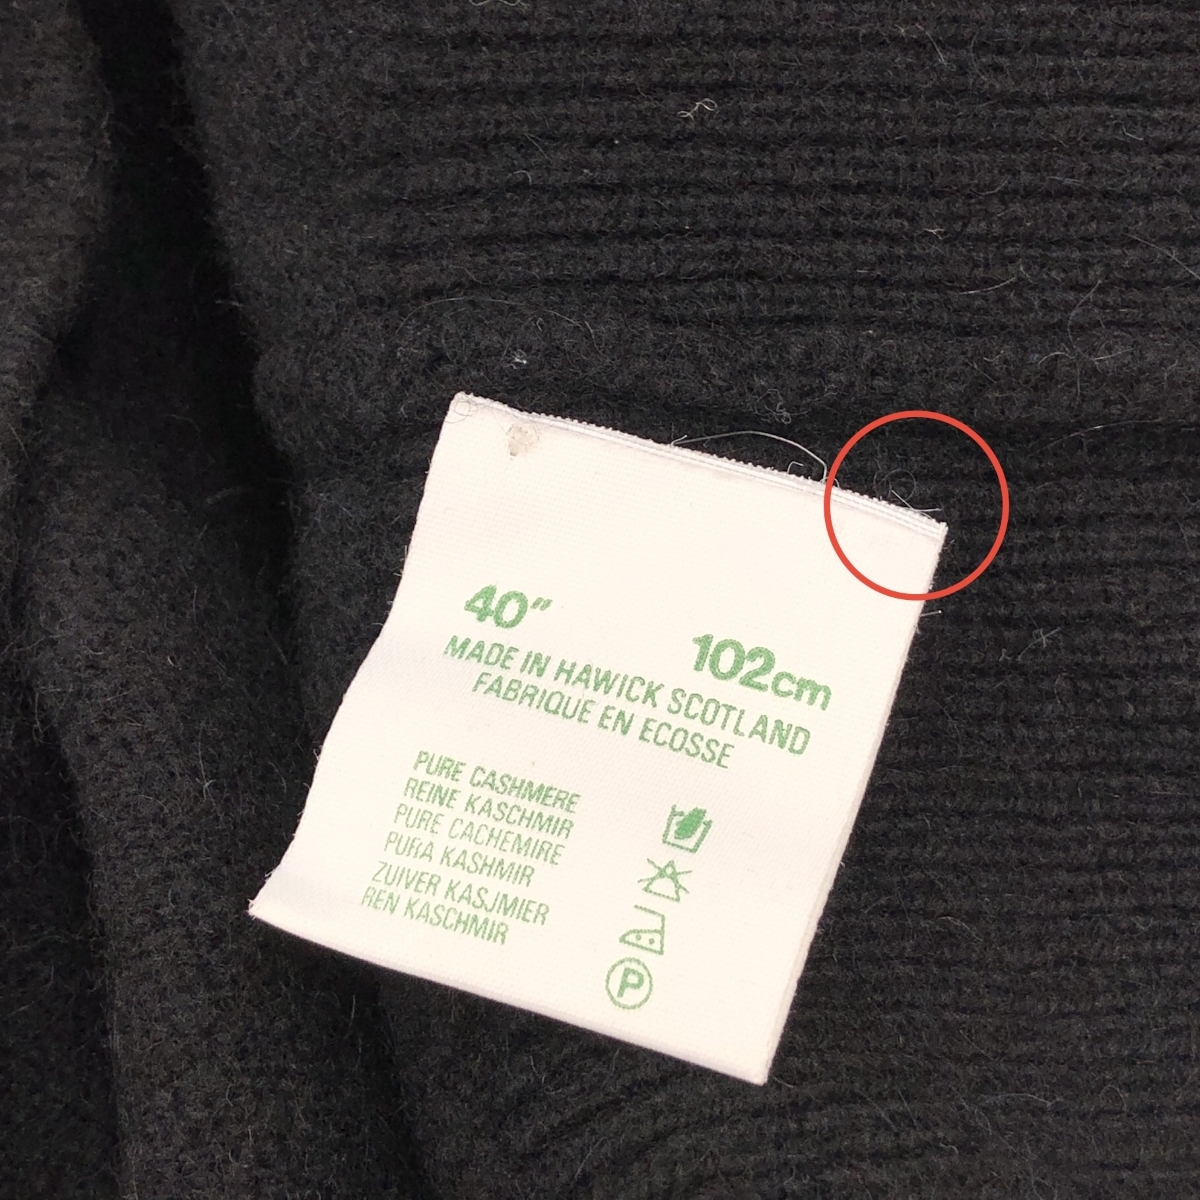 40"
102cm
MADE IN HAWICK SCOTLAND
FABRIQUE EN ECOSSE
PURE CASHMERE
REINE KASCHMIR
PURE CACHEMIRE
PURA KASHMIR
ZUIVER KASJMIER
REN KASCHMIR
P